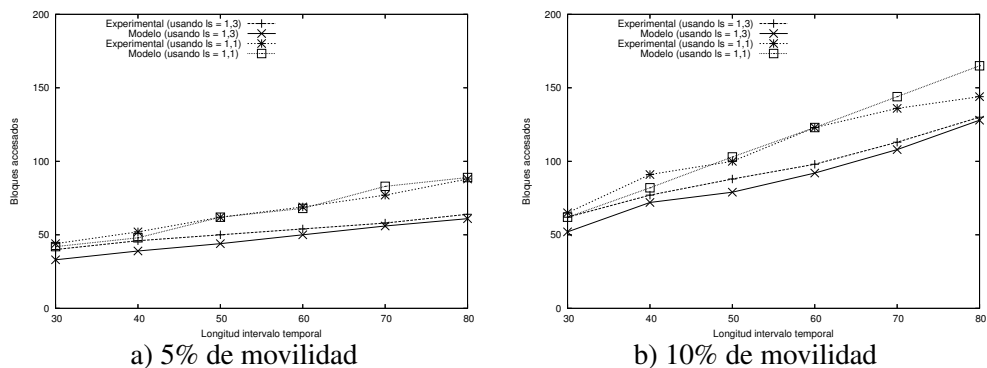 200
150
100
50
0
30 40 50 60 70 80
Bloques accesados
Longitud intervalo temporal
Experimental (usando ls = 1,3)
Modelo (usando ls = 1,3)
Experimental (usando ls = 1,1)
Modelo (usando ls = 1,1)
a) 5% de movilidad
200
150
100
50
0
30 40 50 60 70 80
Bloques accesados
Longitud intervalo temporal
Experimental (usando ls = 1,3)
Modelo (usando ls = 1,3)
Experimental (usando ls = 1,1)
Modelo (usando ls = 1,1)
b) 10% de movilidad